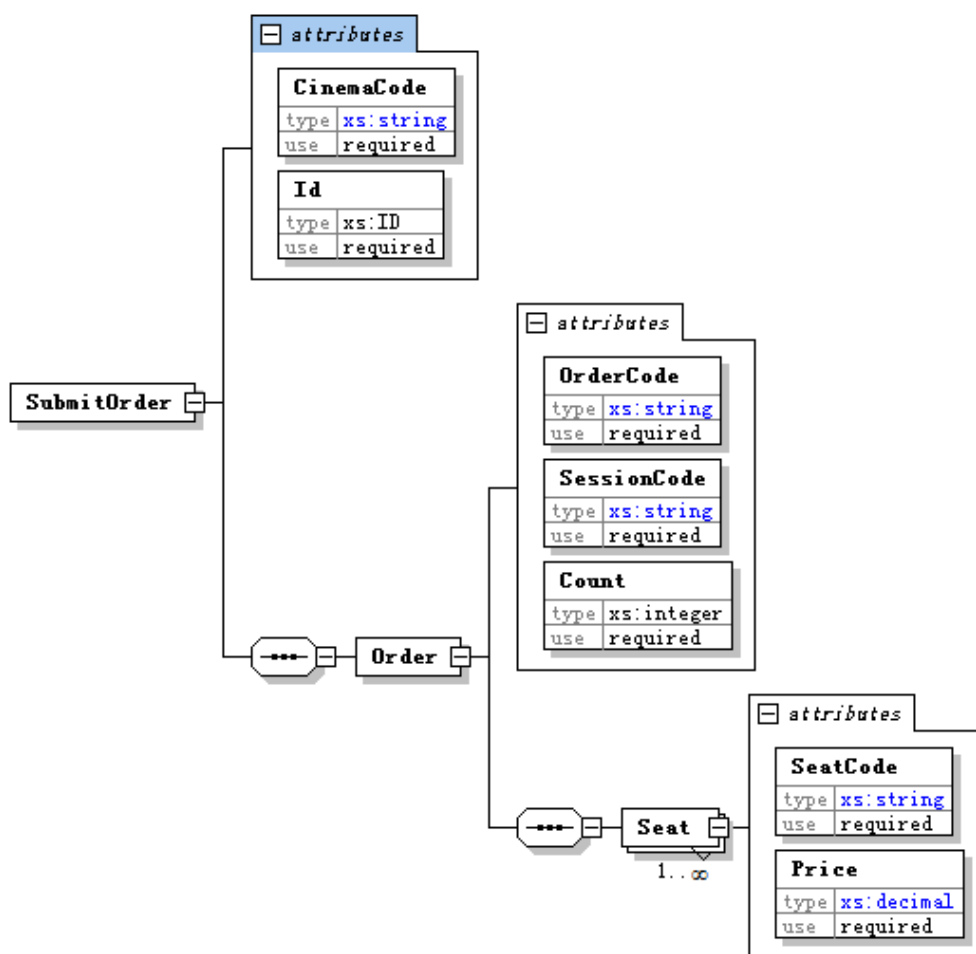 attributes
CinemaCode
type xs:string
use required
Id
type xs:ID
use required
SubmitOrder
attributes
OrderCode
type xs:string
use required
SessionCode
type xs:string
use required
Count
type xs:integer
use required
Order
attributes
SeatCode
type xs:string
use required
Price
type xs:decimal
use required
Seat
1..∞